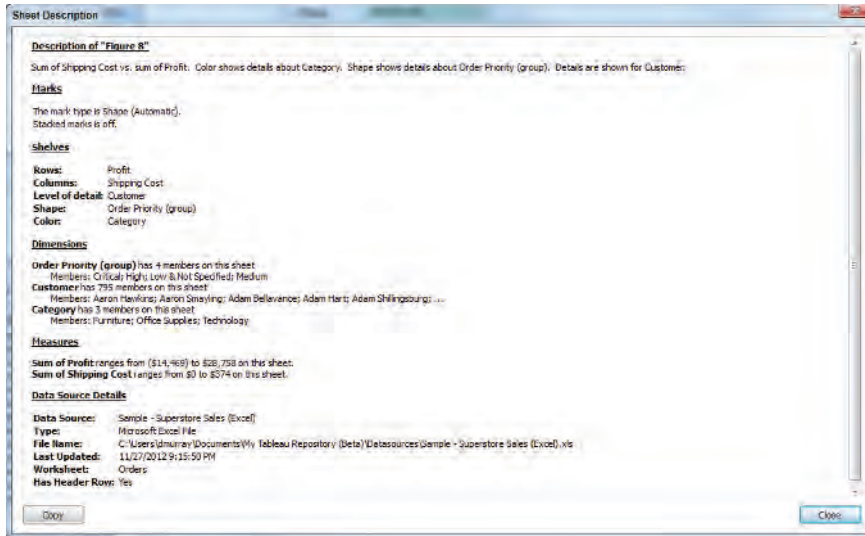 Sheet Description
Description of "Figure 8"
Sum of Shipping Cost vs. sum of Profit. Color shows details about Category. Shape shows details about Order Priority (group). Details are shown for Customer.
Marks
The mark type is Shape (Automatic).
Stacked marks is off.
Shelves
Rows: Profit
Columns: Shipping Cost
Level of detail: Customer
Shape: Order Priority (group)
Color: Category
Dimensions
Order Priority (group) has 4 members on this sheet
Members: Critical; High; Low & Not Specified; Medium
Customer has 795 members on this sheet
Members: Aaron Hawkins; Aaron Smayling; Adam Bellavance; Adam Hart; Adam Shillingsburg; ...
Category has 3 members on this sheet
Members: Furniture; Office Supplies; Technology
Measures
Sum of Profit ranges from ($14,469) to $28,758 on this sheet.
Sum of Shipping Cost ranges from $0 to $374 on this sheet.
Data Source Details
Data Source: Sample - Superstore Sales (Excel)
Type: Microsoft Excel File
File Name: C:\Users\dmurray\Documents\My Tableau Repository (Beta)\Datasources\Sample - Superstore Sales (Excel).xls
Last Updated: 11/27/2012 9:15:50 PM
Worksheet: Orders
Has Header Row: Yes
Copy
Close